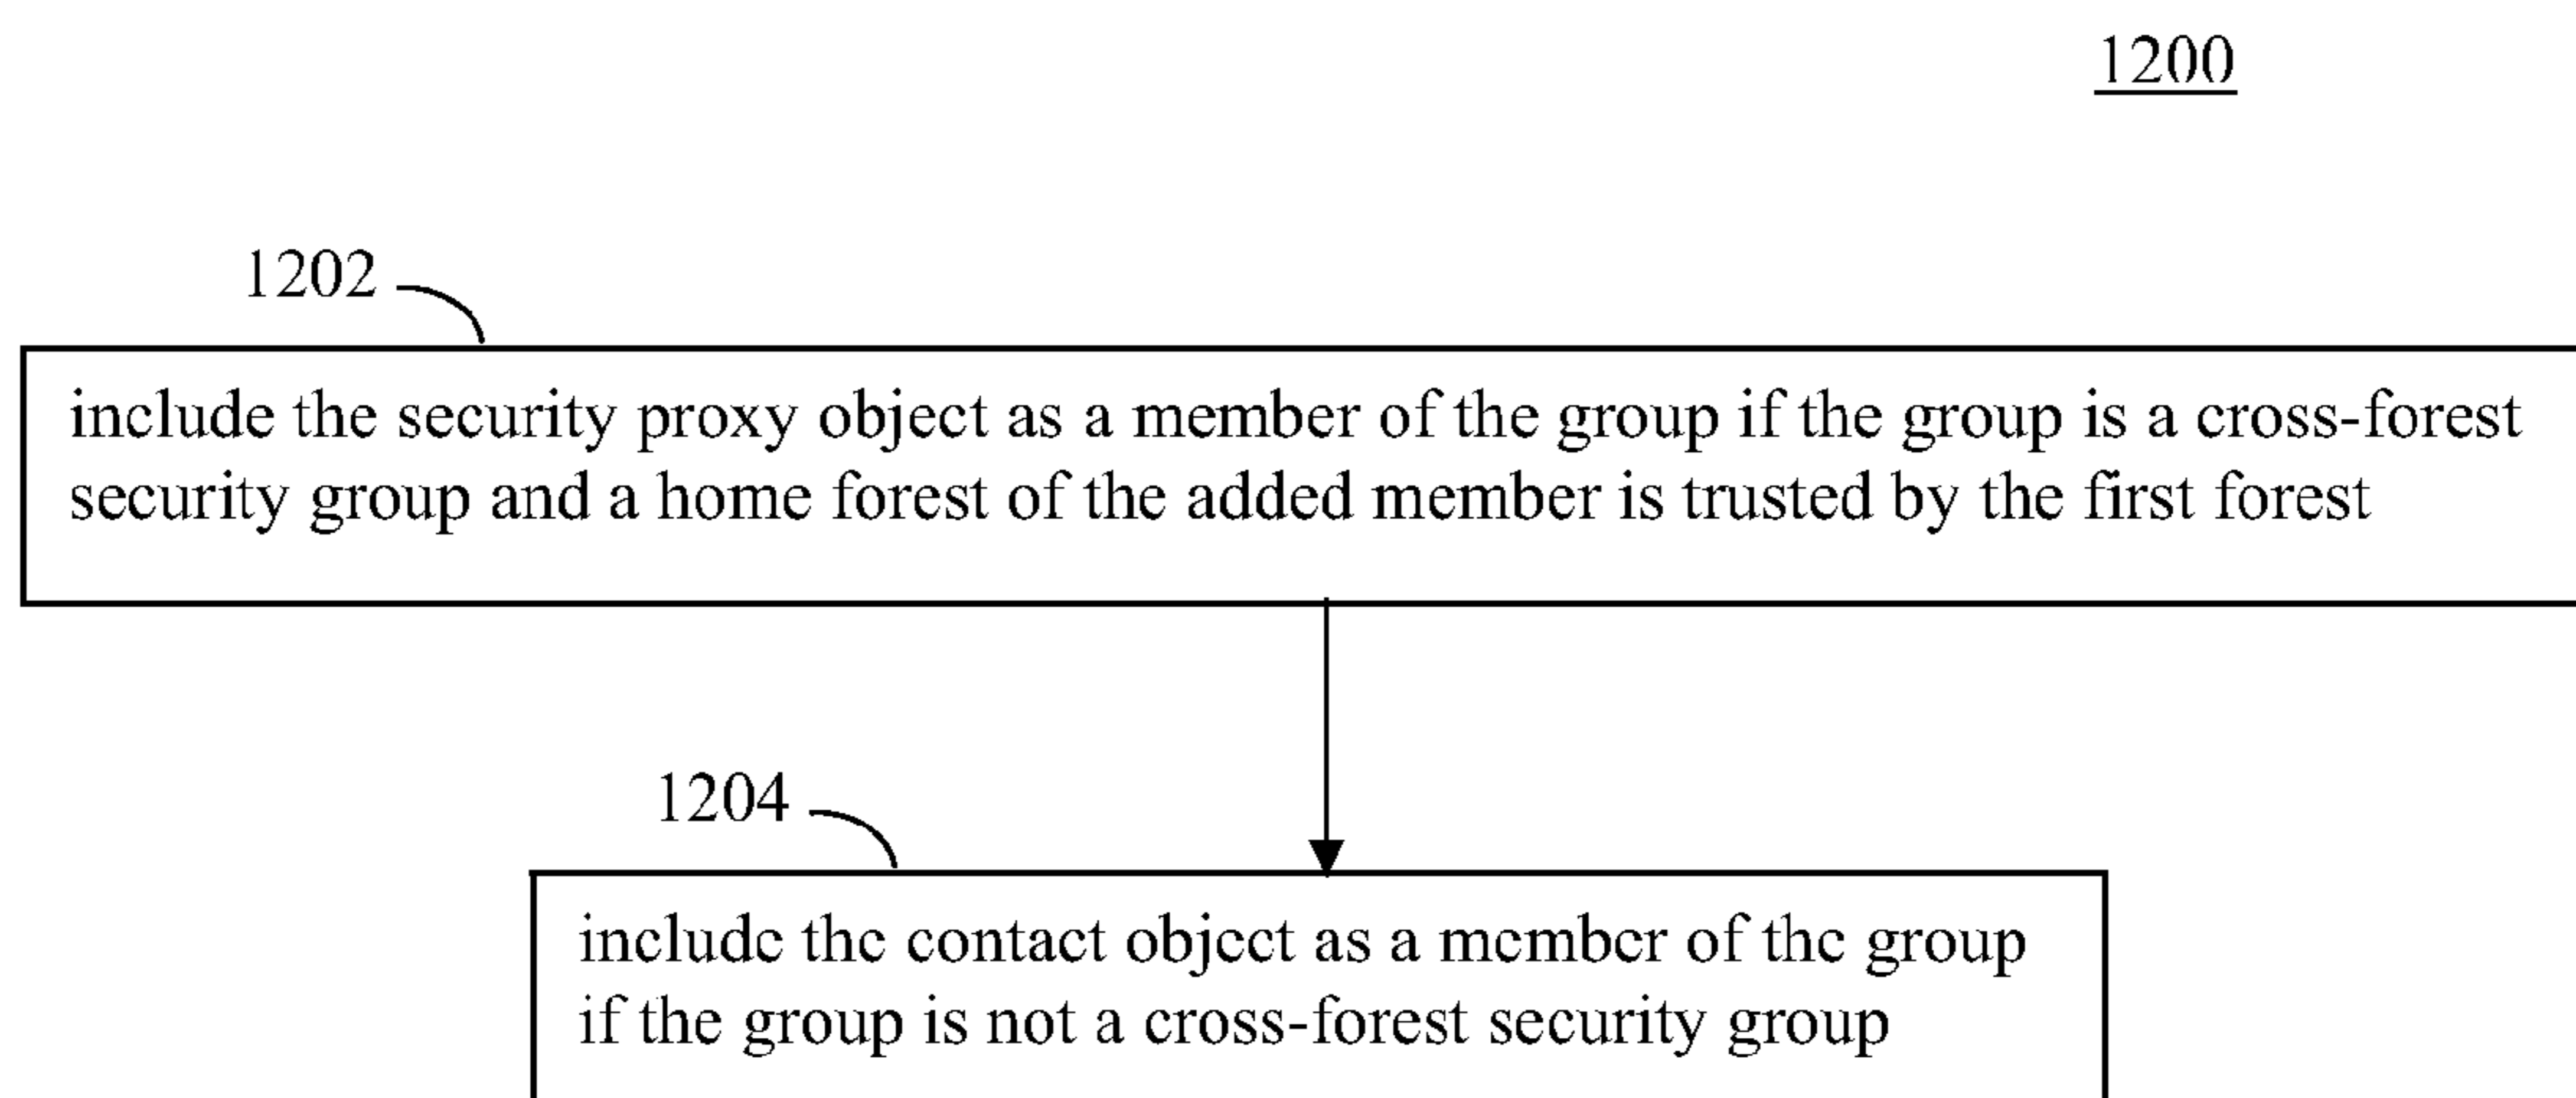 1200
1202
include the security proxy object as a member of the group if the group is a cross-forest
security group and a home forest of the added member is trusted by the first forest
1204
include the contact object as a member of the group
if the group is not a cross-forest security group